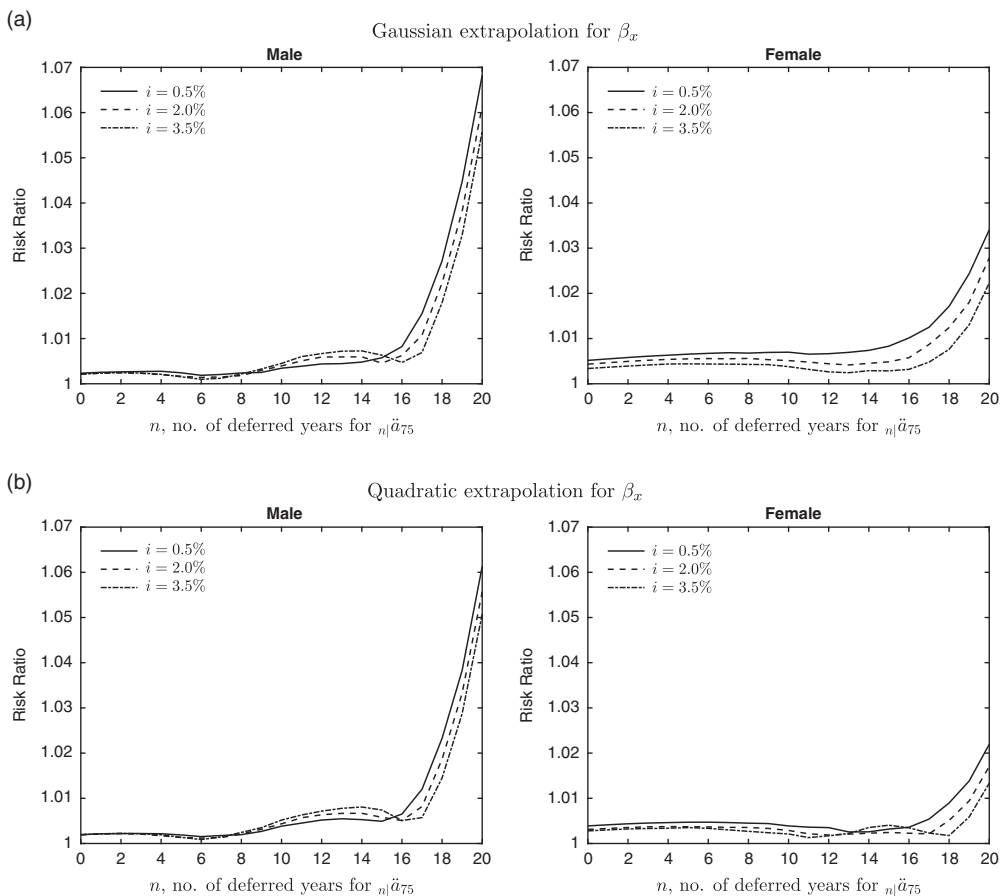 (a)
Gaussian extrapolation for βₓ
Male
1.07
1.06
1.05
1.04
1.03
1.02
1.01
1
Risk Ratio
i = 0.5%
i = 2.0%
i = 3.5%
0 2 4 6 8 10 12 14 16 18 20
n, no. of deferred years for ₙ|ä₇₅
Female
1.07
1.06
1.05
1.04
1.03
1.02
1.01
1
Risk Ratio
i = 0.5%
i = 2.0%
i = 3.5%
0 2 4 6 8 10 12 14 16 18 20
n, no. of deferred years for ₙ|ä₇₅
(b)
Quadratic extrapolation for βₓ
Male
1.07
1.06
1.05
1.04
1.03
1.02
1.01
1
Risk Ratio
i = 0.5%
i = 2.0%
i = 3.5%
0 2 4 6 8 10 12 14 16 18 20
n, no. of deferred years for ₙ|ä₇₅
Female
1.07
1.06
1.05
1.04
1.03
1.02
1.01
1
Risk Ratio
i = 0.5%
i = 2.0%
i = 3.5%
0 2 4 6 8 10 12 14 16 18 20
n, no. of deferred years for ₙ|ä₇₅